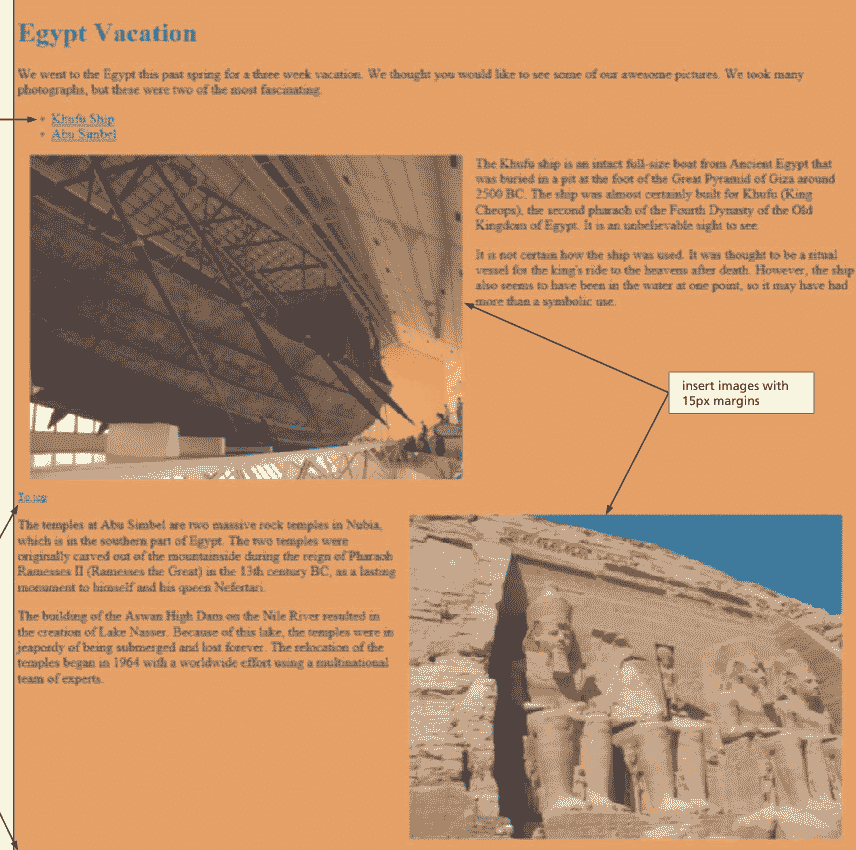 Egypt Vacation
We went to the Egypt this past spring for a three week vacation. We thought you would like to see some of our awesome pictures. We took many
photographs, but these were two of the most fascinating.
• Khufu Ship
• Abu Simbel
The Khufu ship is an intact full-size boat from Ancient Egypt that
was buried in a pit at the foot of the Great Pyramid of Giza around
2500 BC. The ship was almost certainly built for Khufu (King
Cheops), the second pharaoh of the Fourth Dynasty of the Old
Kingdom of Egypt. It is an unbelievable sight to see.
It is not certain how the ship was used. It was thought to be a ritual
vessel for the king's ride to the heavens after death. However, the ship
also seems to have been in the water at one point, so it may have had
more than a symbolic use.
insert images with
15px margins
To top
The temples at Abu Simbel are two massive rock temples in Nubia,
which is in the southern part of Egypt. The two temples were
originally carved out of the mountainside during the reign of Pharaoh
Ramesses II (Ramesses the Great) in the 13th century BC, as a lasting
monument to himself and his queen Nefertari.
The building of the Aswan High Dam on the Nile River resulted in
the creation of Lake Nasser. Because of this lake, the temples were in
jeapordy of being submerged and lost forever. The relocation of the
temples began in 1964 with a worldwide effort using a multinational
team of experts.